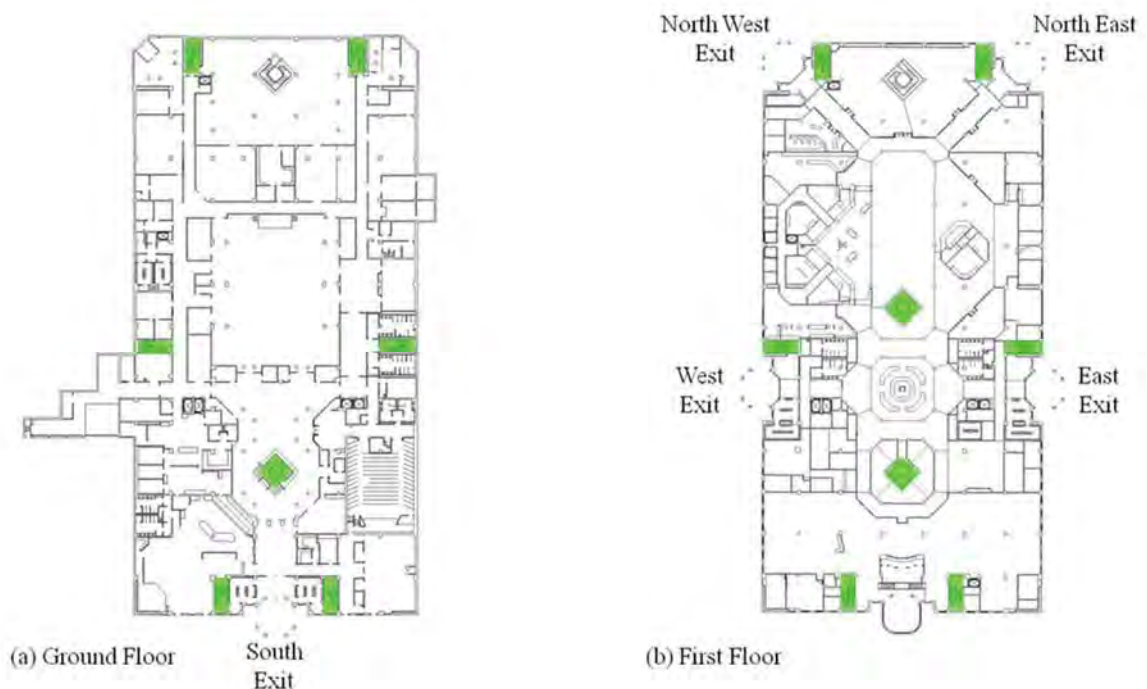 North West
Exit
North East
Exit
West
Exit
East
Exit
(a) Ground Floor
South
Exit
(b) First Floor